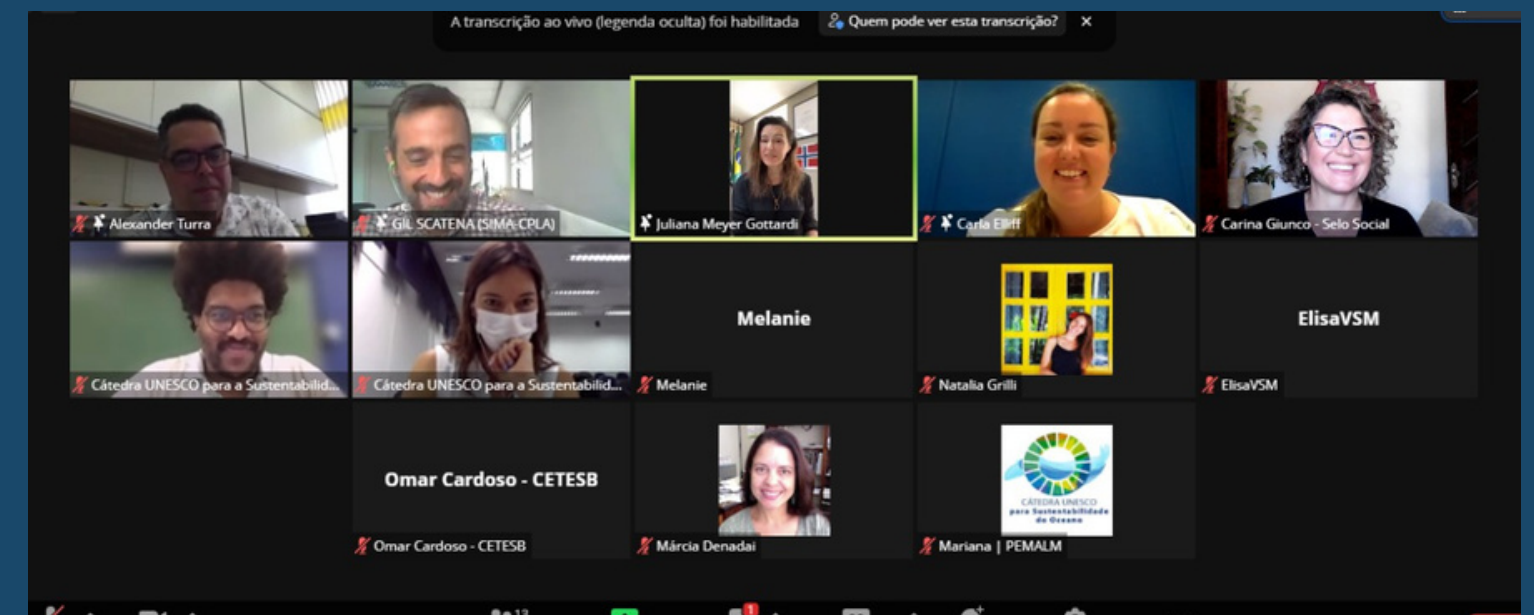 A transcrição ao vivo (legenda oculta) foi habilitada
Quem pode ver esta transcrição?
Alexander Turra
GIL SCATENA (SIMA-CPLA)
Juliana Meyer Gottardi
Carla Elliff
Carina Giunco - Selo Social
Cátedra UNESCO para a Sustentabilid...
Cátedra UNESCO para a Sustentabilid...
Melanie
Melanie
Natalia Grilli
ElisaVSM
ElisaVSM
Omar Cardoso - CETESB
Omar Cardoso - CETESB
Márcia Denadai
CÁTEDRA UNESCO
para Sustentabilidade
do Oceano
Mariana | PEMALM
13
1